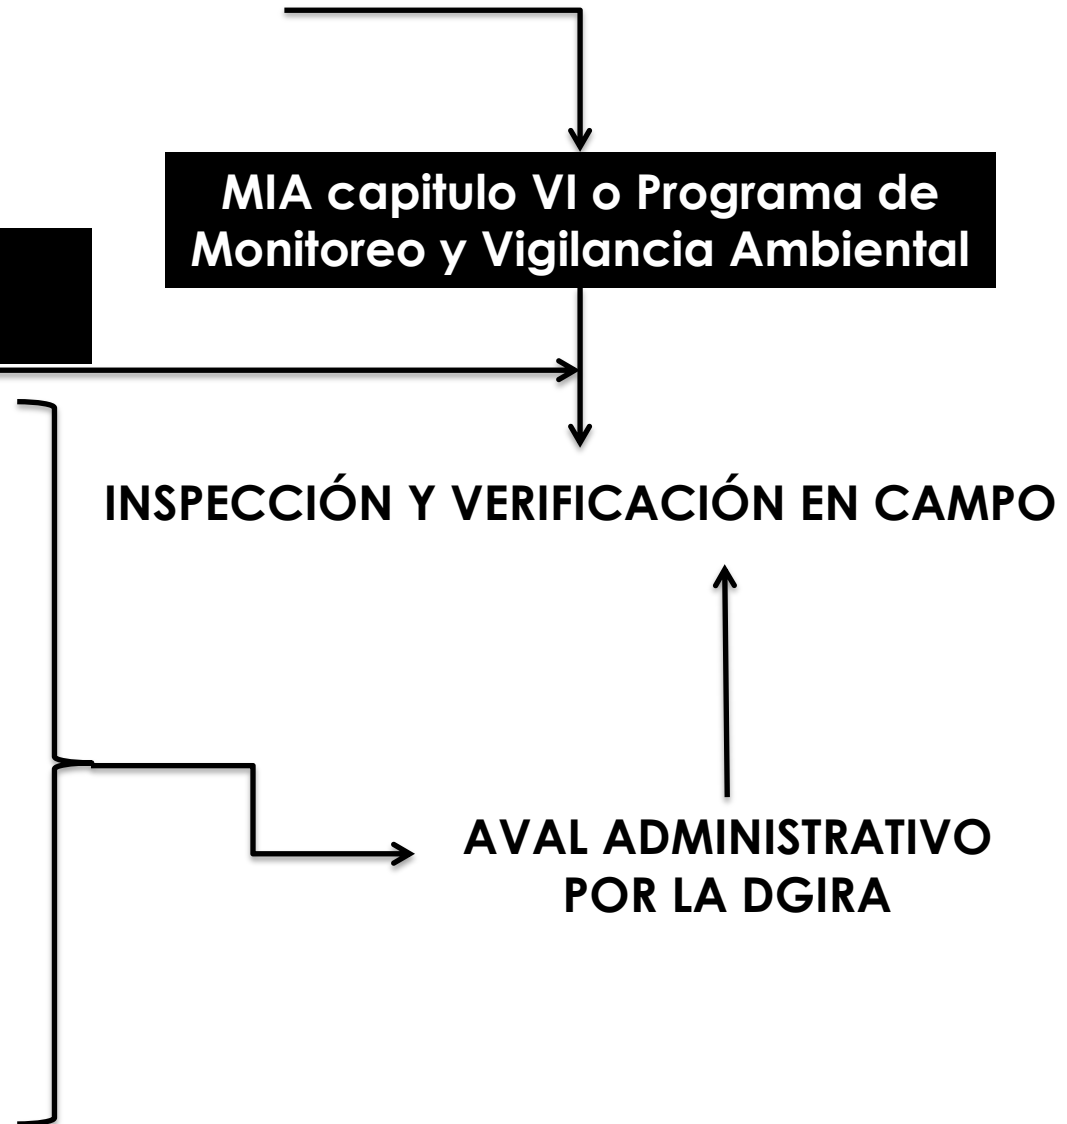 MIA capitulo VI o Programa de
Monitoreo y Vigilancia Ambiental
INSPECCIÓN Y VERIFICACIÓN EN CAMPO
AVAL ADMINISTRATIVO
POR LA DGIRA